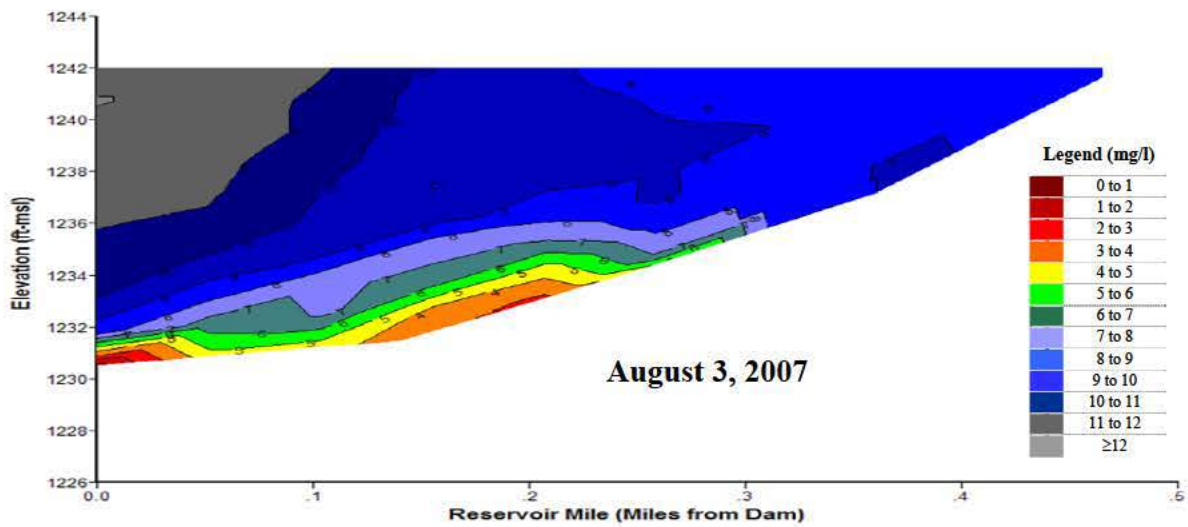 1244
1242
1240
1238
1236
1234
1232
1230
1228
1226
Elevation (ft-msl)
0.0 .1 .2 .3 .4 .5
Reservoir Mile (Miles from Dam)
August 3, 2007
Legend (mg/l)
0 to 1
1 to 2
2 to 3
3 to 4
4 to 5
5 to 6
6 to 7
7 to 8
8 to 9
9 to 10
10 to 11
11 to 12
≥12